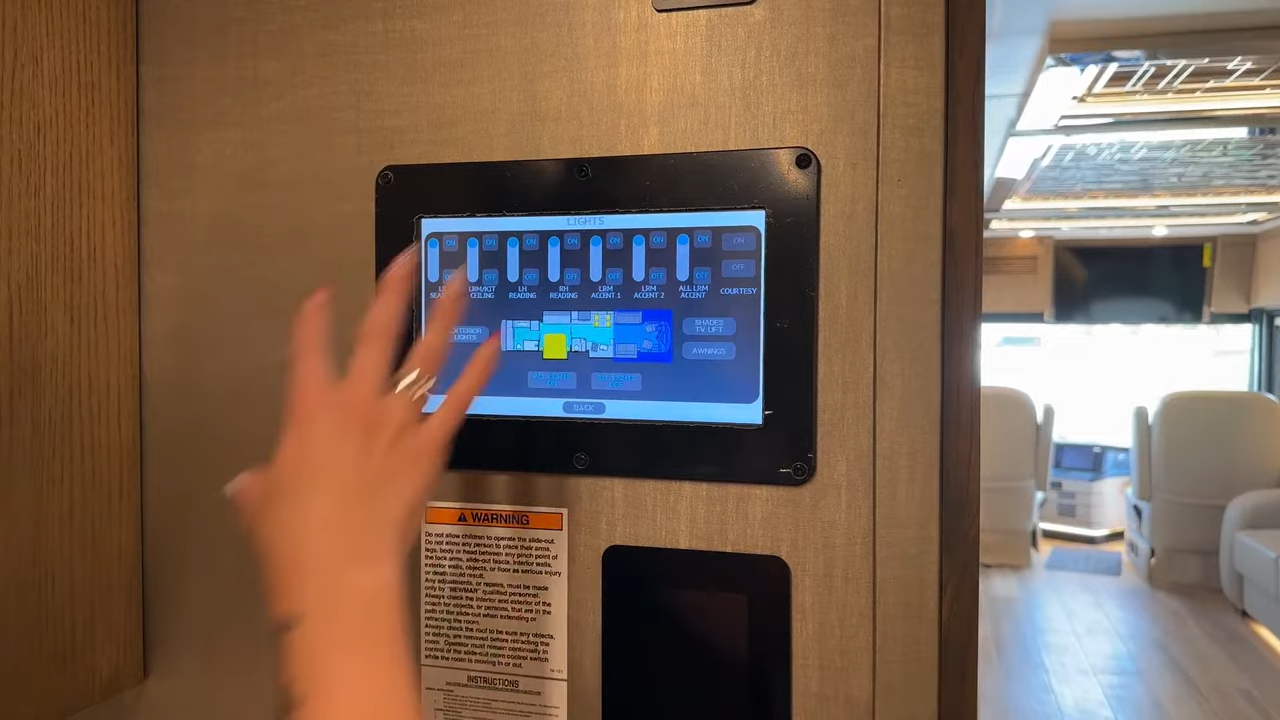 LIGHTS
ON ON ON ON ON ON ON ON
OFF OFF OFF OFF OFF OFF OFF
LRM/KIT CEILING
LH READING
RH READING
LRM ACCENT 1
LRM ACCENT 2
ALL LRM ACCENT
COURTESY
EXTERIOR LIGHTS
SHADES TV LIFT
AWNINGS
ALL LIGHTS
ALL LIGHTS
BACK
WARNING
Do not allow children to operate the slide-out.
Do not allow any person to place their arms,
legs, body or head between any pinch point of
the lock arms, slide-out fascia, interior walls,
exterior walls, objects, or floor as serious injury
or death could result.
Any adjustments, or repairs, must be made
only by "NEWMAR" qualified personnel.
Always check the interior and exterior of the
coach for objects, or persons, that are in the
path of the slide-out when extending or
retracting the room.
Always check the roof to be sure any objects,
or debris, are removed before retracting the
room. Operator must remain continually in
control of the slide-out room control switch
while the room is moving in or out.
INSTRUCTIONS